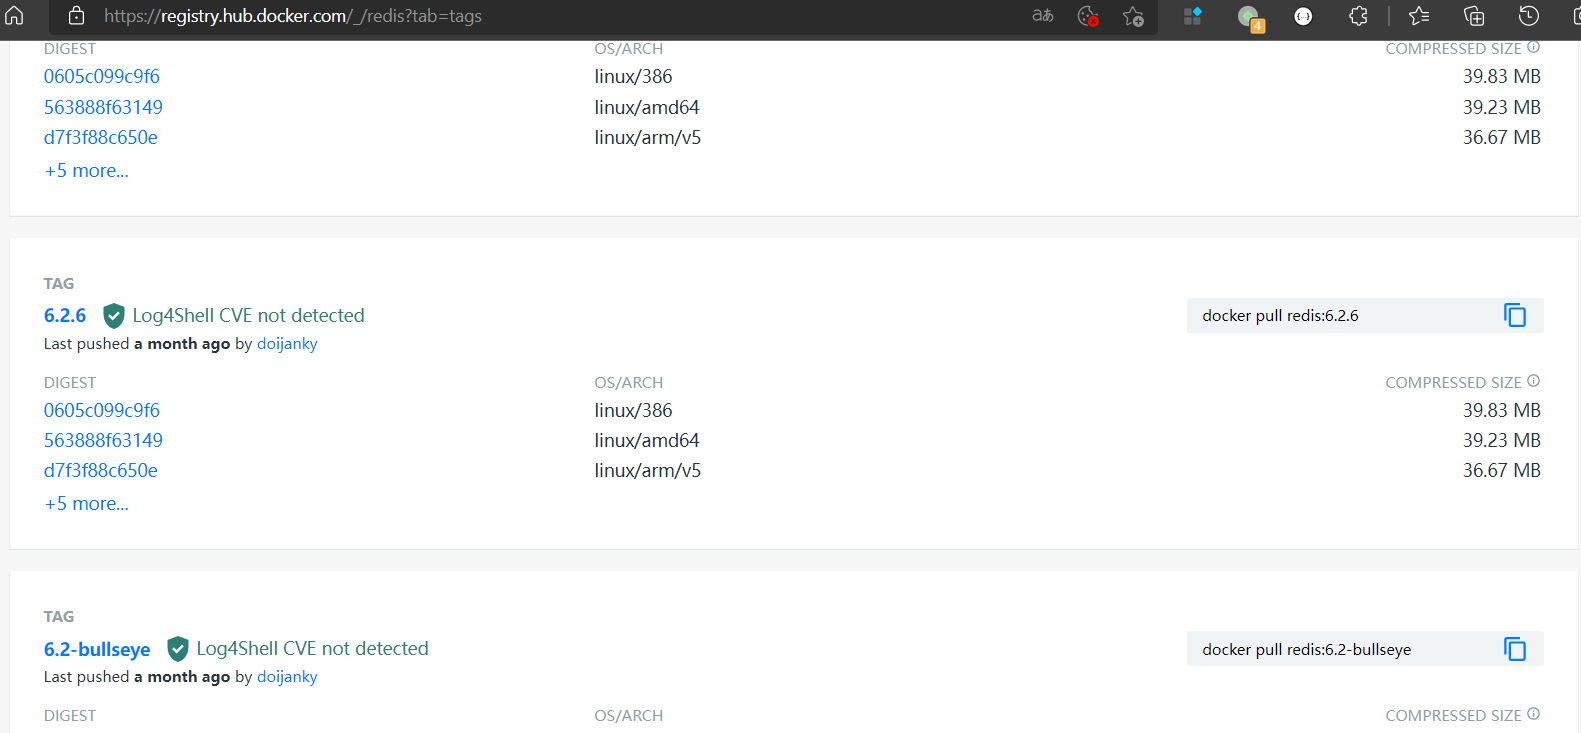 https://registry.hub.docker.com/_/redis?tab=tags aあ 4
DIGEST OS/ARCH COMPRESSED SIZE
0605c099c9f6 linux/386 39.83 MB
563888f63149 linux/amd64 39.23 MB
d7f3f88c650e linux/arm/v5 36.67 MB
+5 more...
TAG
6.2.6 Log4Shell CVE not detected docker pull redis:6.2.6
Last pushed a month ago by doijanky
DIGEST OS/ARCH COMPRESSED SIZE
0605c099c9f6 linux/386 39.83 MB
563888f63149 linux/amd64 39.23 MB
d7f3f88c650e linux/arm/v5 36.67 MB
+5 more...
TAG
6.2-bullseye Log4Shell CVE not detected docker pull redis:6.2-bullseye
Last pushed a month ago by doijanky
DIGEST OS/ARCH COMPRESSED SIZE